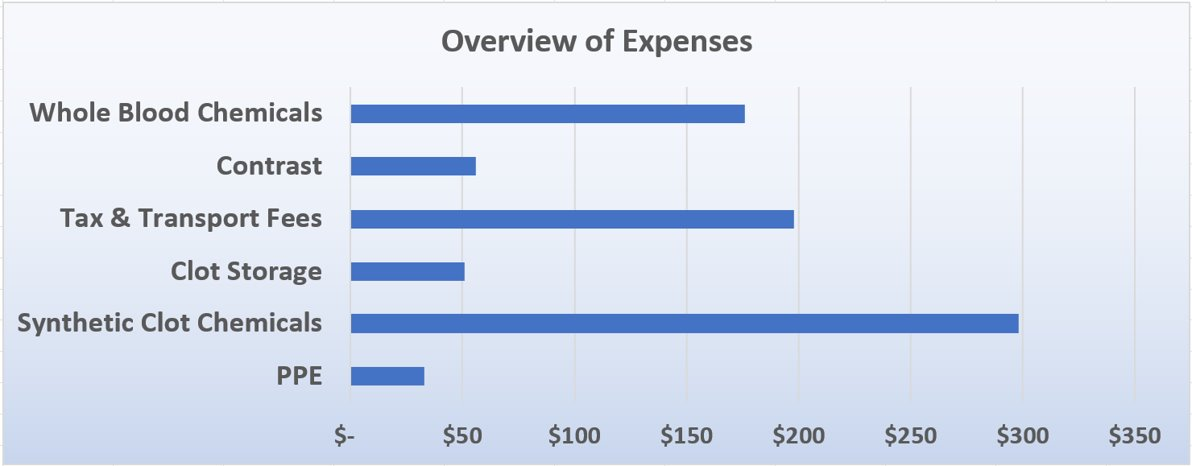 Overview of Expenses
Whole Blood Chemicals
Contrast
Tax & Transport Fees
Clot Storage
Synthetic Clot Chemicals
PPE
$- $50 $100 $150 $200 $250 $300 $350